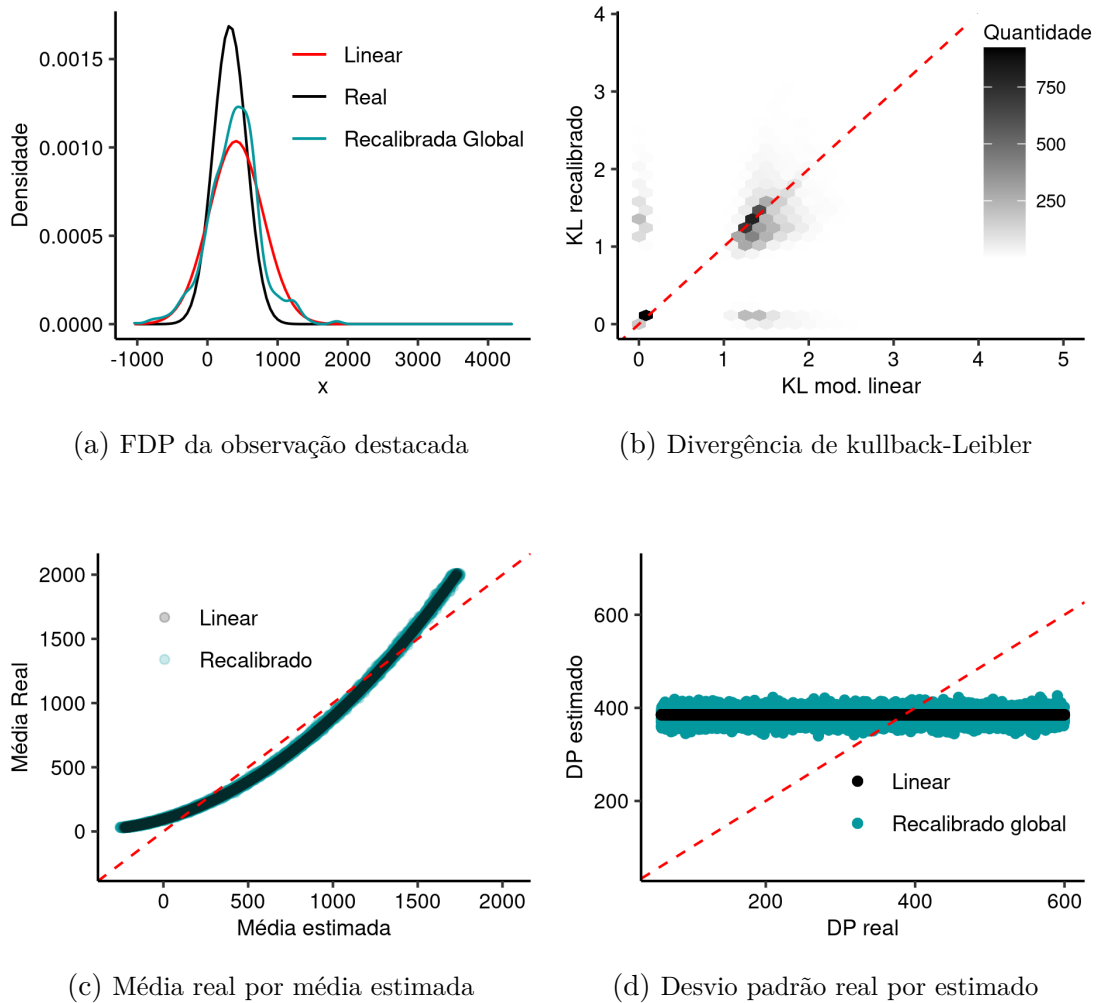 Densidade
0.0015
0.0010
0.0005
0.0000
Linear
Real
Recalibrada Global
-1000 0 1000 2000 3000 4000
x
(a) FDP da observação destacada
KL recalibrado
4
3
2
1
0
Quantidade
750
500
250
0 1 2 3 4 5
KL mod. linear
(b) Divergência de kullback-Leibler
Média Real
2000
1500
1000
500
0
Linear
Recalibrado
0 500 1000 1500 2000
Média estimada
(c) Média real por média estimada
DP estimado
600
400
200
Linear
Recalibrado global
200 400 600
DP real
(d) Desvio padrão real por estimado